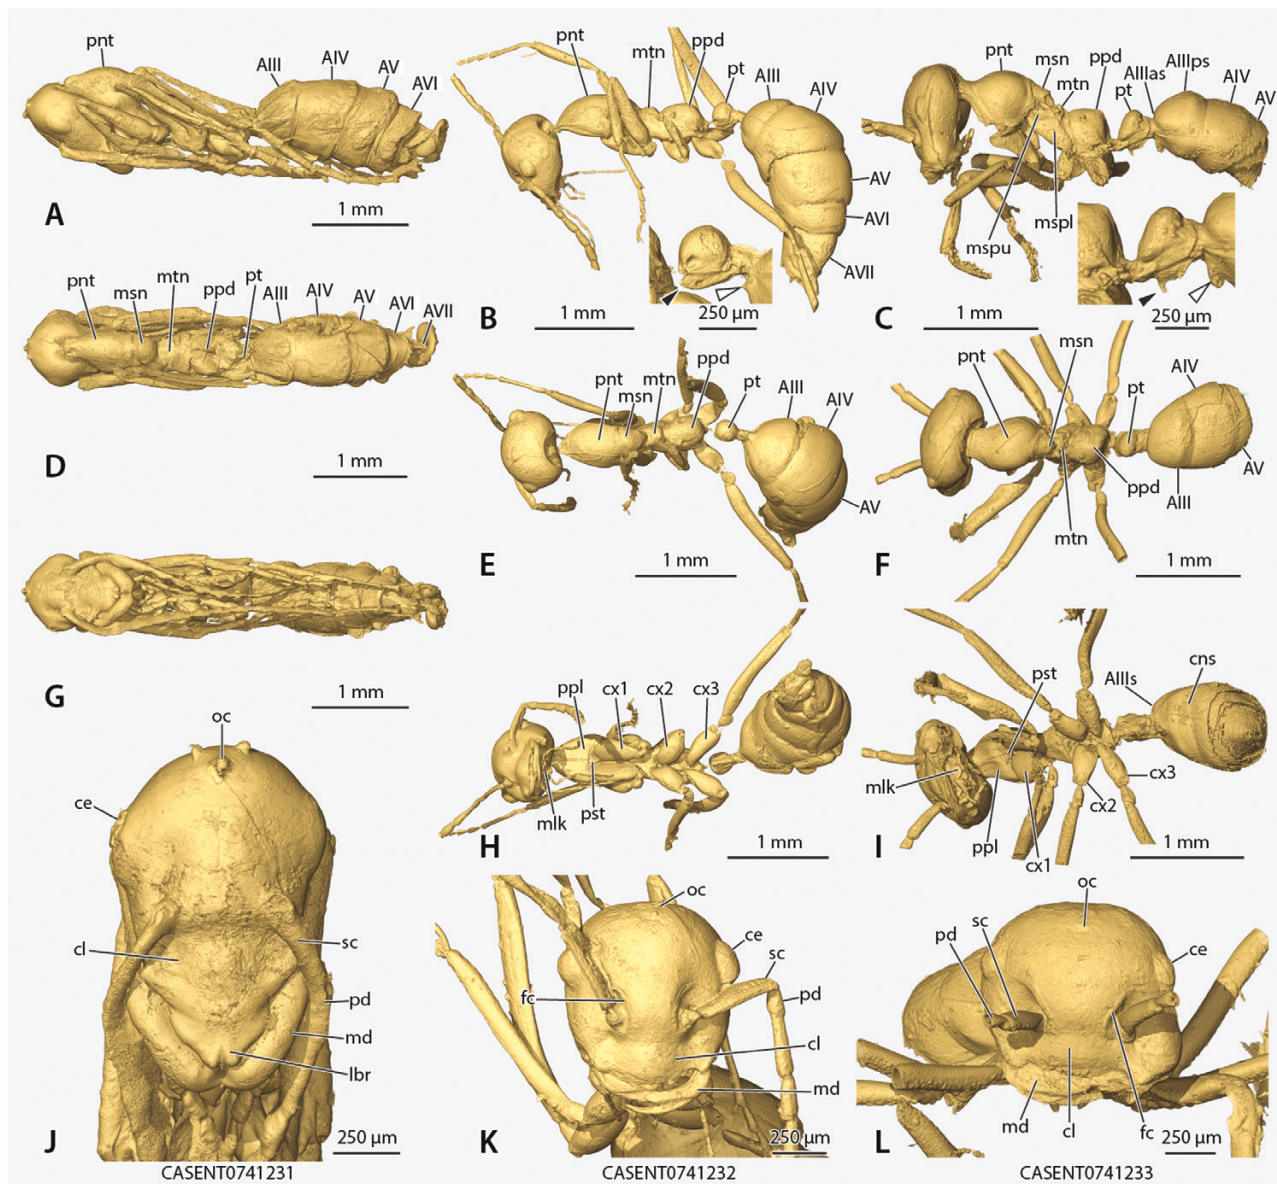 pnt
AIII
AIV
AV
AVI
A
1 mm
pnt
mtn
ppd
pt
AIII
AIV
AV
AVI
AVII
B
1 mm
250 µm
pnt
msn
mtn
ppd
pt
AIIIas
AIIIps
AIV
AV
mspu
mspl
C
1 mm
250 µm
pnt
msn
mtn
ppd
pt
AIII
AIV
AV
AVI
AVII
D
1 mm
pnt
msn
mtn
ppd
pt
AIII
AIV
AV
E
1 mm
pnt
msn
mtn
ppd
pt
AIV
AIII
AV
F
1 mm
G
1 mm
ppl
cx1
cx2
cx3
mlk
pst
H
1 mm
pst
AIIIs
cns
mlk
ppl
cx1
cx2
cx3
I
1 mm
oc
ce
cl
sc
pd
md
lbr
J
250 µm
CASENT0741231
oc
ce
sc
fc
pd
cl
md
K
250 µm
CASENT0741232
oc
sc
pd
ce
md
cl
fc
L
250 µm
CASENT0741233